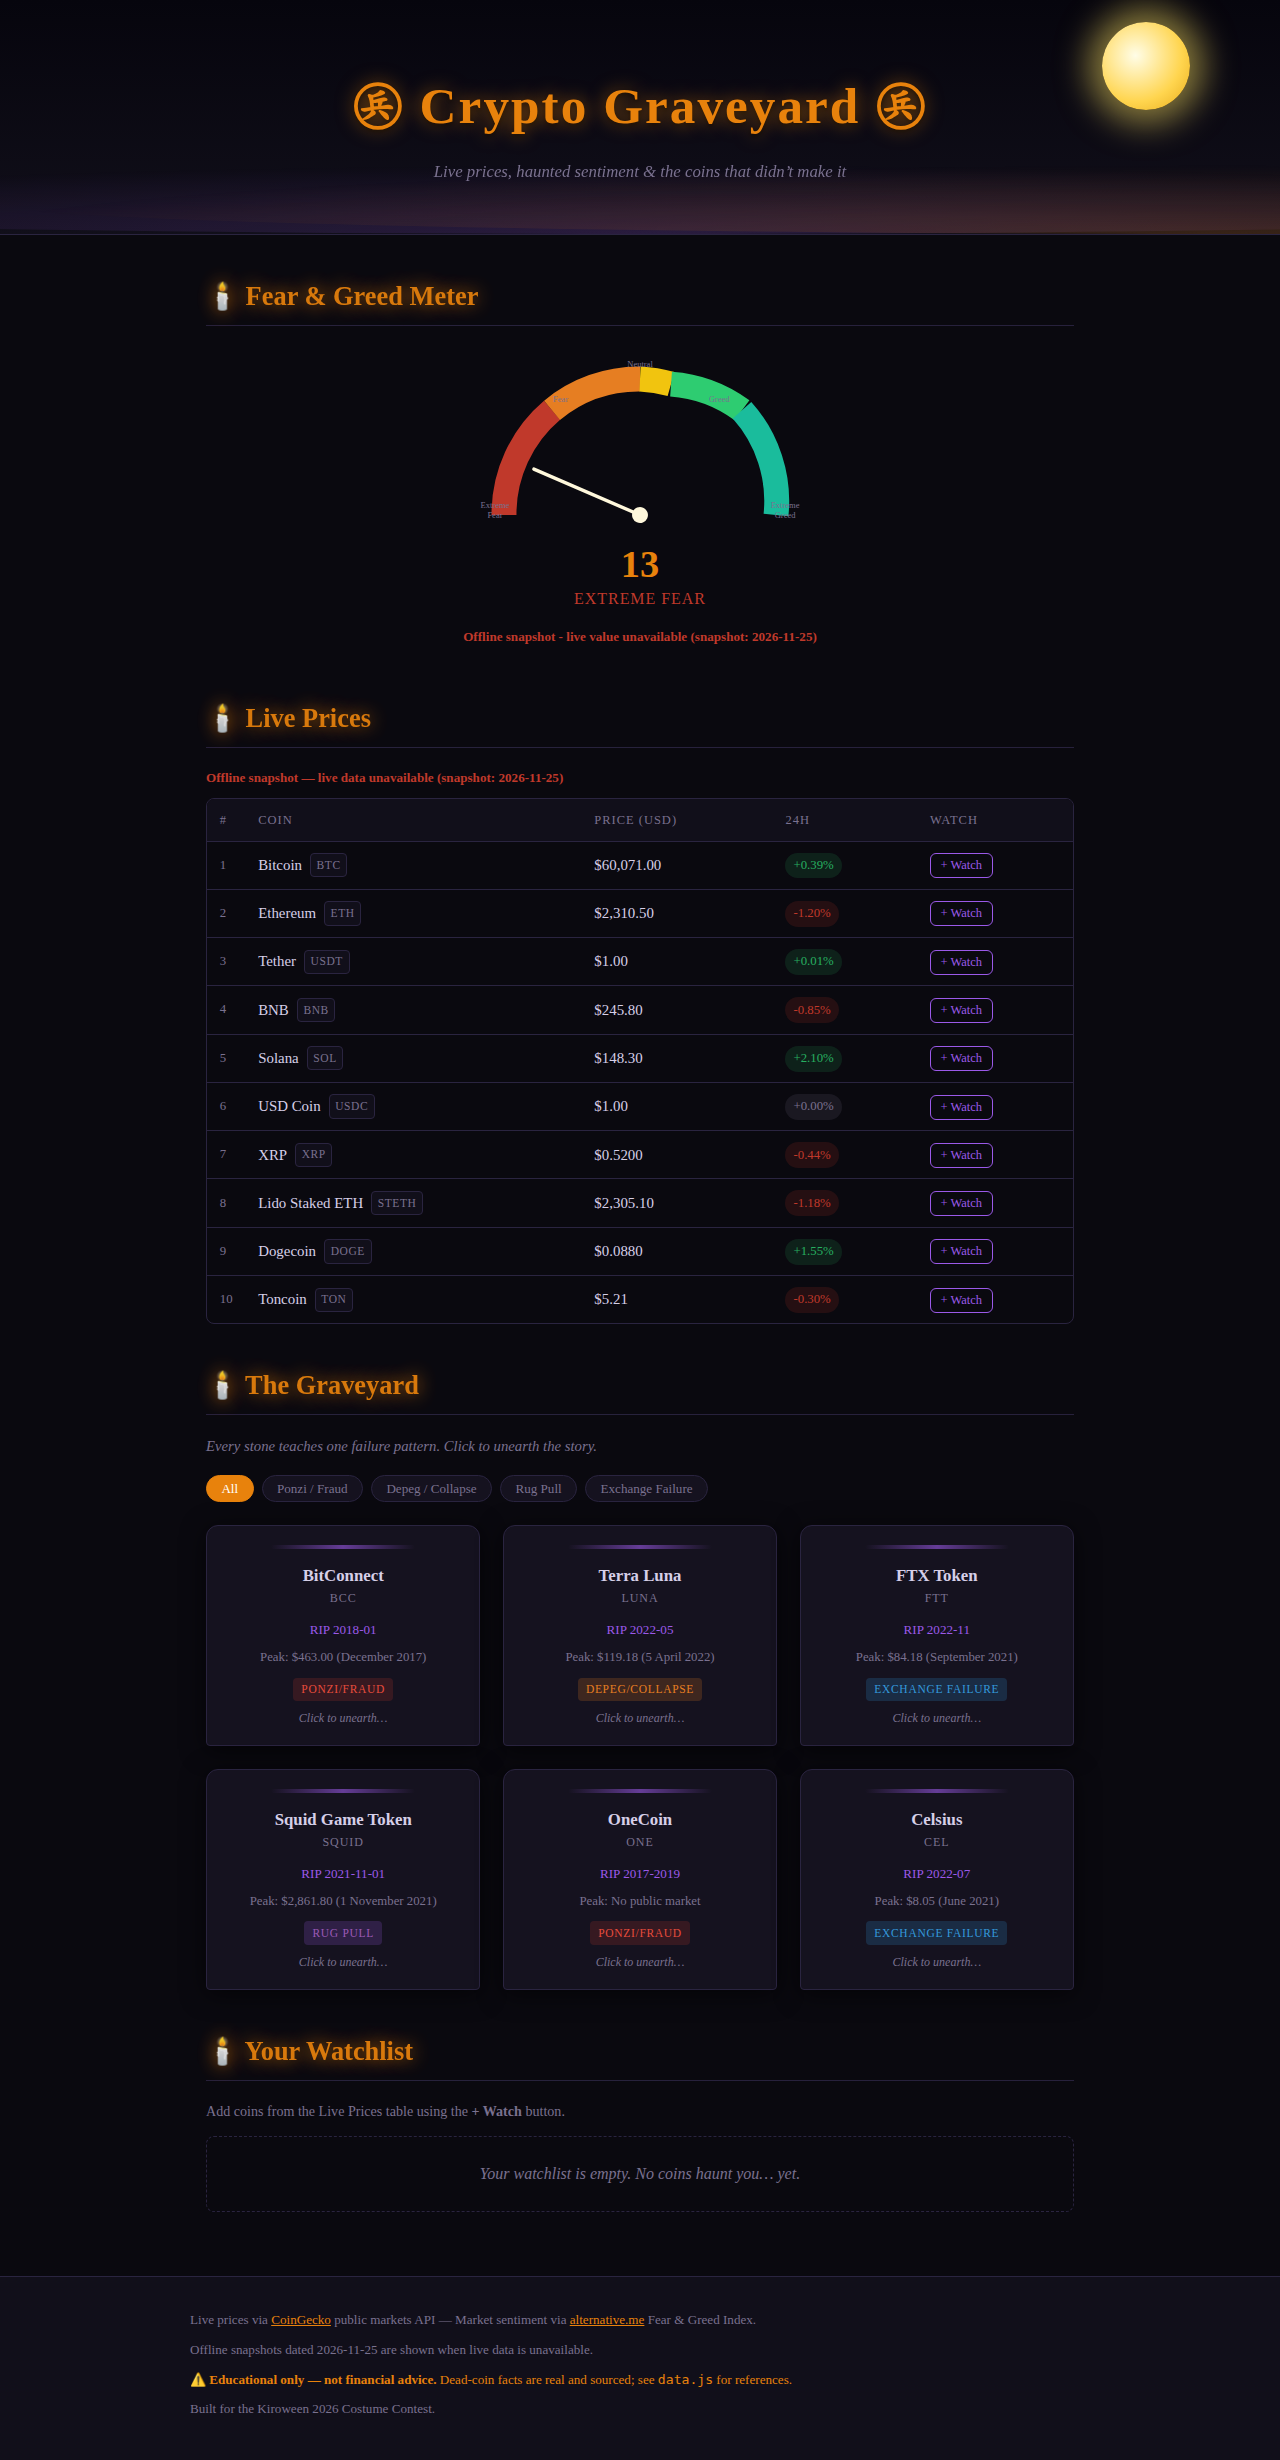 ㋬ Crypto Graveyard ㋬
Live prices, haunted sentiment & the coins that didn’t make it
🕯️ Fear & Greed Meter
Neutral
Fear
Greed
Extreme
Fear
Extreme
Greed
13
EXTREME FEAR
Offline snapshot - live value unavailable (snapshot: 2026-11-25)
🕯️ Live Prices
Offline snapshot — live data unavailable (snapshot: 2026-11-25)
# COIN PRICE (USD) 24H WATCH
1 Bitcoin BTC $60,071.00 +0.39% + Watch
2 Ethereum ETH $2,310.50 -1.20% + Watch
3 Tether USDT $1.00 +0.01% + Watch
4 BNB BNB $245.80 -0.85% + Watch
5 Solana SOL $148.30 +2.10% + Watch
6 USD Coin USDC $1.00 +0.00% + Watch
7 XRP XRP $0.5200 -0.44% + Watch
8 Lido Staked ETH STETH $2,305.10 -1.18% + Watch
9 Dogecoin DOGE $0.0880 +1.55% + Watch
10 Toncoin TON $5.21 -0.30% + Watch
🕯️ The Graveyard
Every stone teaches one failure pattern. Click to unearth the story.
All Ponzi / Fraud Depeg / Collapse Rug Pull Exchange Failure
BitConnect
BCC
RIP 2018-01
Peak: $463.00 (December 2017)
PONZI/FRAUD
Click to unearth…
Terra Luna
LUNA
RIP 2022-05
Peak: $119.18 (5 April 2022)
DEPEG/COLLAPSE
Click to unearth…
FTX Token
FTT
RIP 2022-11
Peak: $84.18 (September 2021)
EXCHANGE FAILURE
Click to unearth…
Squid Game Token
SQUID
RIP 2021-11-01
Peak: $2,861.80 (1 November 2021)
RUG PULL
Click to unearth…
OneCoin
ONE
RIP 2017-2019
Peak: No public market
PONZI/FRAUD
Click to unearth…
Celsius
CEL
RIP 2022-07
Peak: $8.05 (June 2021)
EXCHANGE FAILURE
Click to unearth…
🕯️ Your Watchlist
Add coins from the Live Prices table using the + Watch button.
Your watchlist is empty. No coins haunt you… yet.
Live prices via CoinGecko public markets API — Market sentiment via alternative.me Fear & Greed Index.
Offline snapshots dated 2026-11-25 are shown when live data is unavailable.
⚠️ Educational only — not financial advice. Dead-coin facts are real and sourced; see data.js for references.
Built for the Kiroween 2026 Costume Contest.